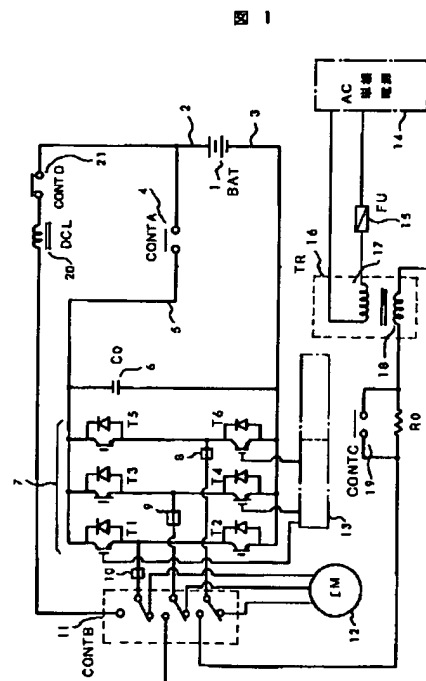 図 1
21
CONTD
20
DCL
2
4
CONTA
5
1
BAT
3
6
C0
7
T5
T3
T1
T6
T4
T2
8
9
10
11
CONTB
12
IM
13
14
AC
単相
電源
FU
15
16
TR
17
18
CONTC
19
R0